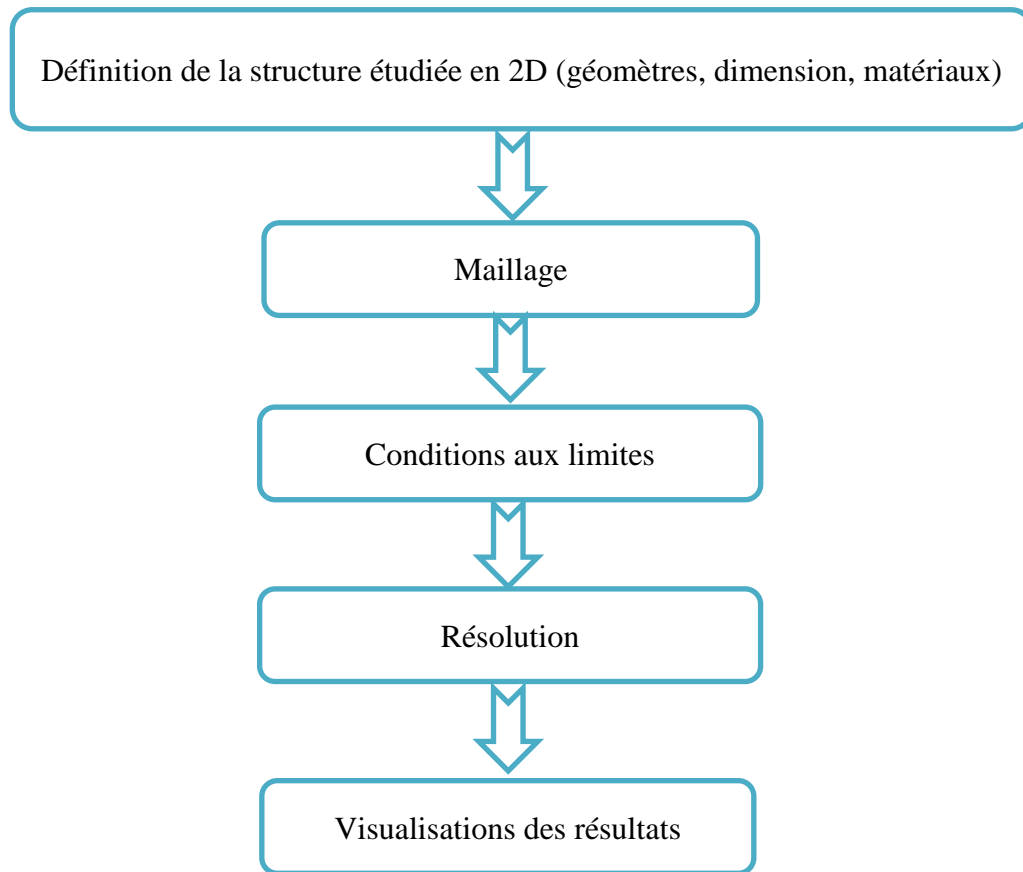 Définition de la structure étudiée en 2D (géomètres, dimension, matériaux)
Maillage
Conditions aux limites
Résolution
Visualisations des résultats